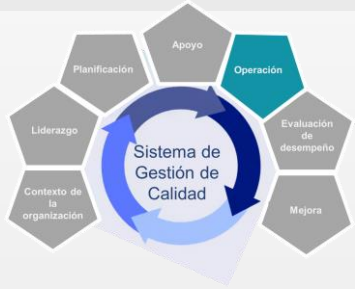 Apoyo
Planificación
Operación
Liderazgo
Evaluación
de
desempeño
Sistema de
Gestión de
Calidad
Contexto de
la
organización
Mejora